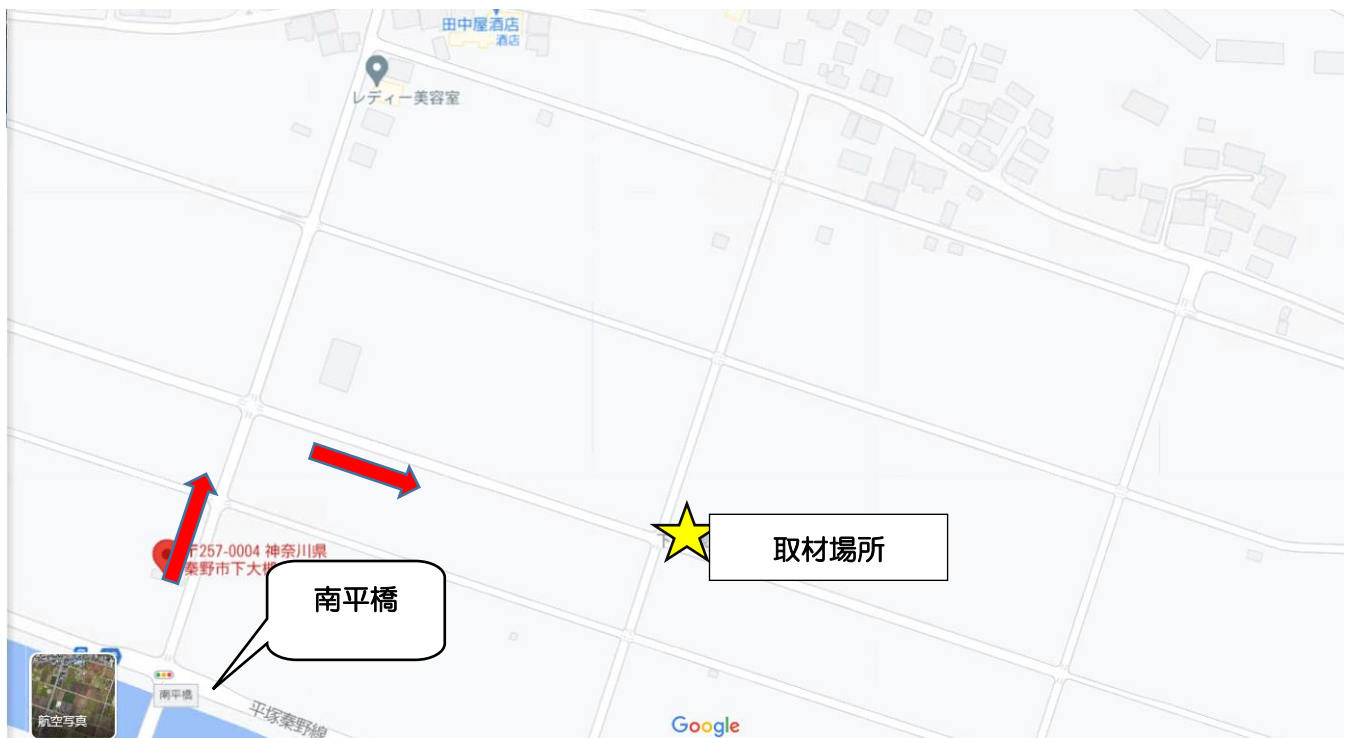 田中屋酒店
酒店
レディー美容室
取材場所
〒257-0004 神奈川県
秦野市下大槻
南平橋
南平橋
平塚秦野線
航空写真
Google